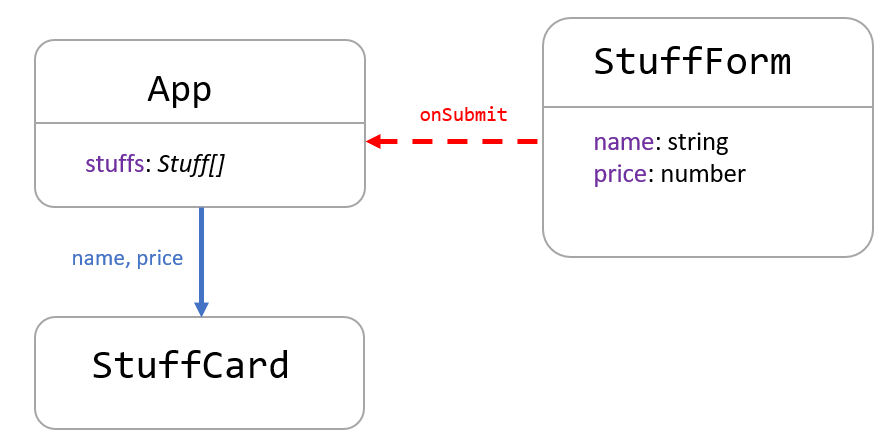 App
stuffs: Stuff[]
onSubmit
StuffForm
name: string
price: number
name, price
StuffCard